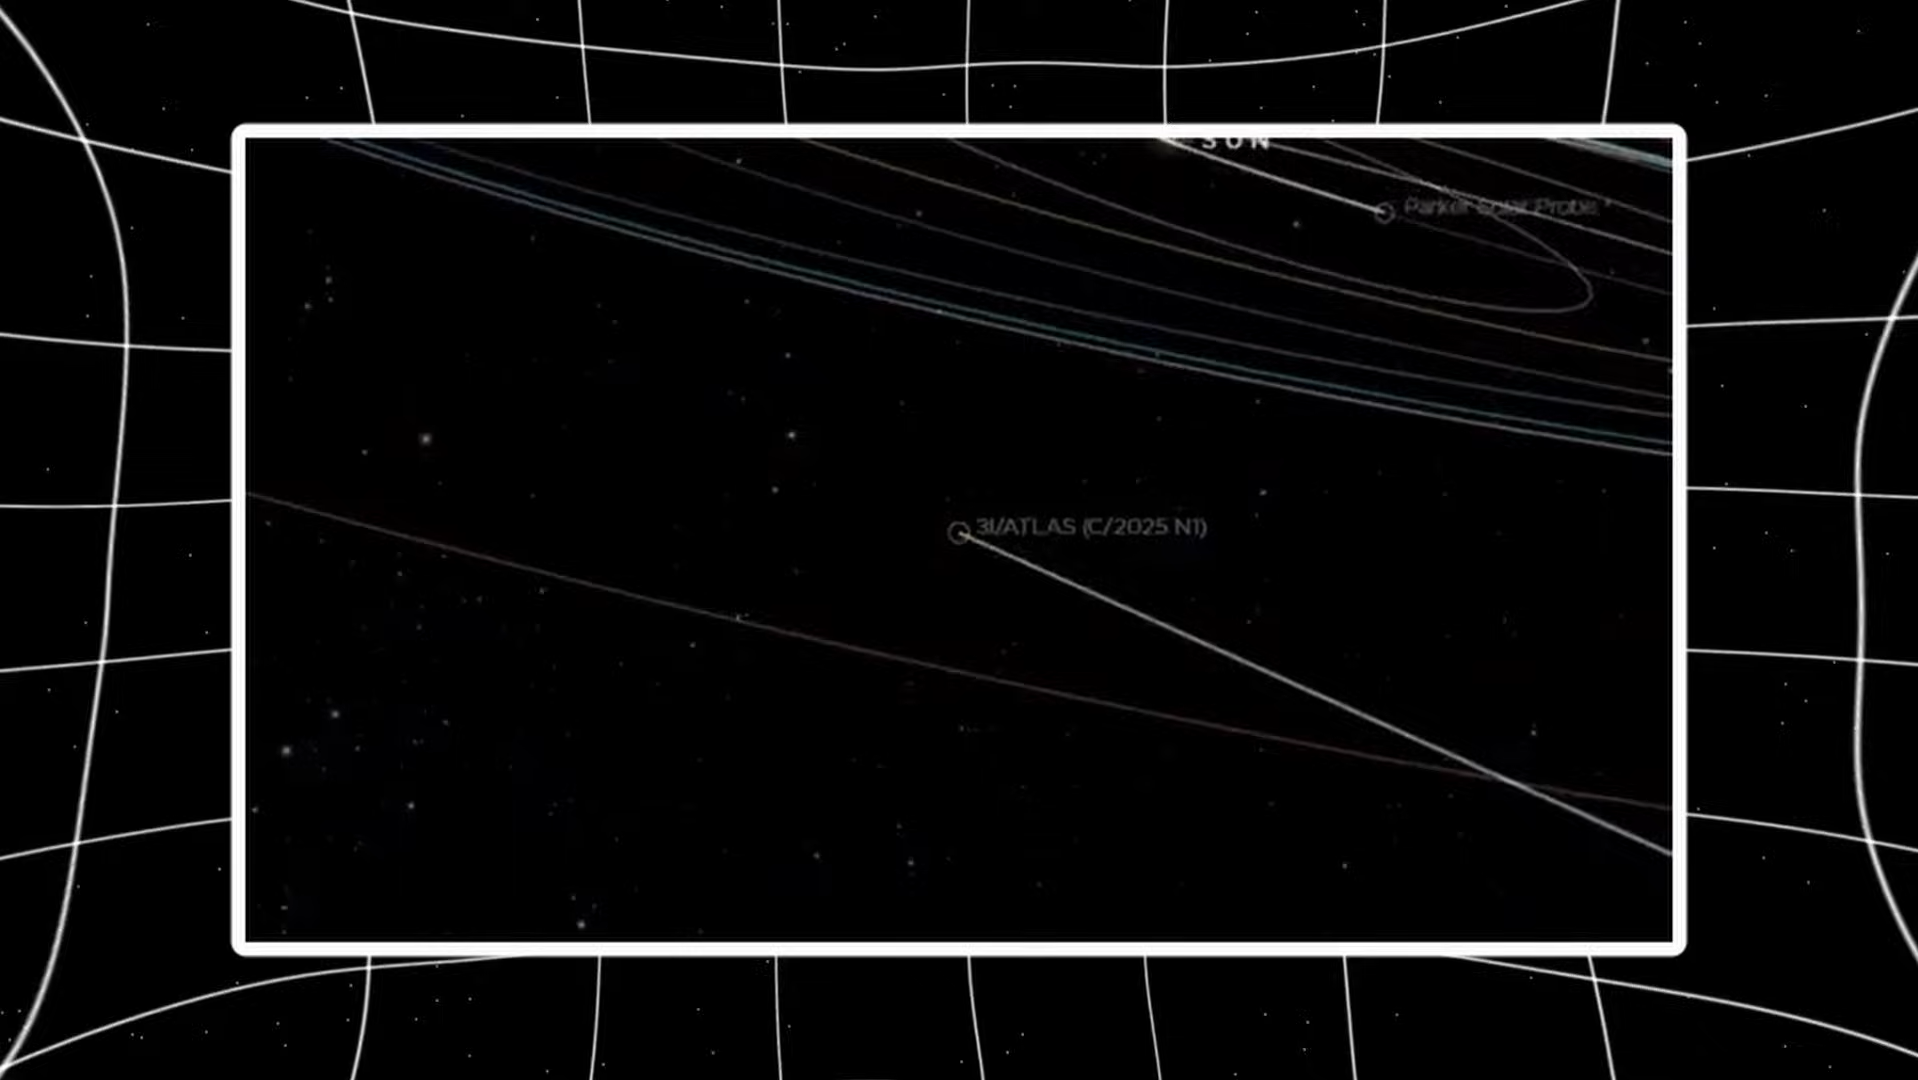 SUN
Parker Solar Probe
3I/ATLAS (C/2025 N1)